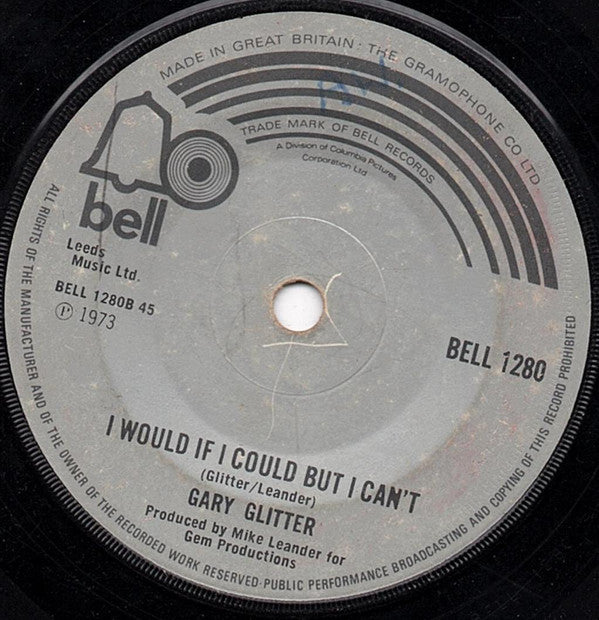 MADE IN GREAT BRITAIN · THE GRAMOPHONE CO LTD
TRADE MARK OF BELL RECORDS
A Division of Columbia Pictures
Corporation Ltd
bell
Leeds
Music Ltd.
BELL 1280B 45
Ⓟ 1973
BELL 1280
I WOULD IF I COULD BUT I CAN'T
(Glitter/Leander)
GARY GLITTER
Produced by Mike Leander for
Gem Productions
ALL RIGHTS OF THE MANUFACTURER AND OF THE OWNER OF THE RECORDED WORK RESERVED·PUBLIC PERFORMANCE BROADCASTING AND COPYING OF THIS RECORD PROHIBITED